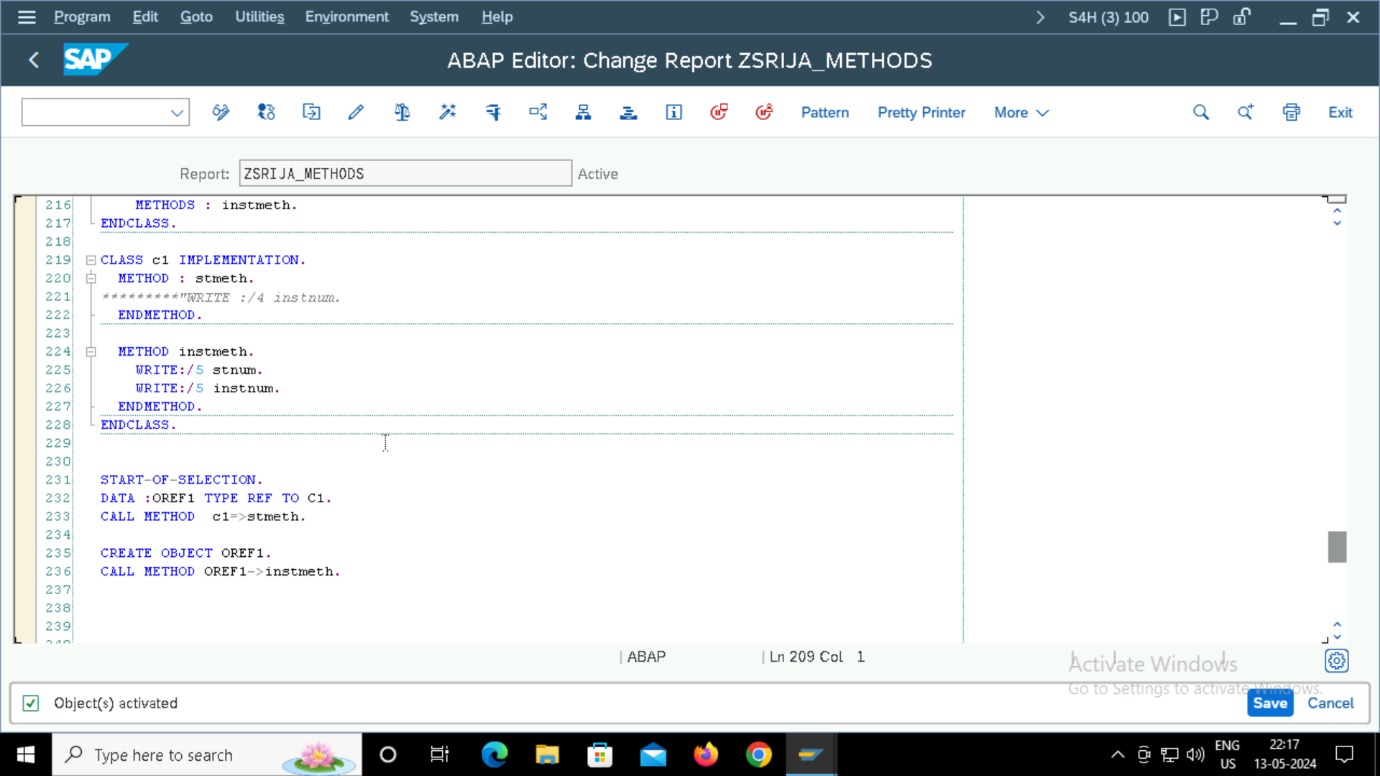 Program Edit Goto Utilities Environment System Help S4H (3) 100
SAP ABAP Editor: Change Report ZSRIJA_METHODS
Pattern Pretty Printer More Exit
Report: ZSRIJA_METHODS Active
216 METHODS : instmeth.
217 ENDCLASS.
218
219 CLASS c1 IMPLEMENTATION.
220 METHOD : stmeth.
221 *********"WRITE :/4 instnum.
222 ENDMETHOD.
223
224 METHOD instmeth.
225 WRITE:/5 stnum.
226 WRITE:/5 instnum.
227 ENDMETHOD.
228 ENDCLASS.
229
230
231 START-OF-SELECTION.
232 DATA :OREF1 TYPE REF TO C1.
233 CALL METHOD  c1=>stmeth.
234
235 CREATE OBJECT OREF1.
236 CALL METHOD OREF1->instmeth.
237
238
239
ABAP Ln 209 Col 1
Activate Windows
Go to Settings to activate Windows.
Object(s) activated Save Cancel
Type here to search ENG 22:17
US 13-05-2024